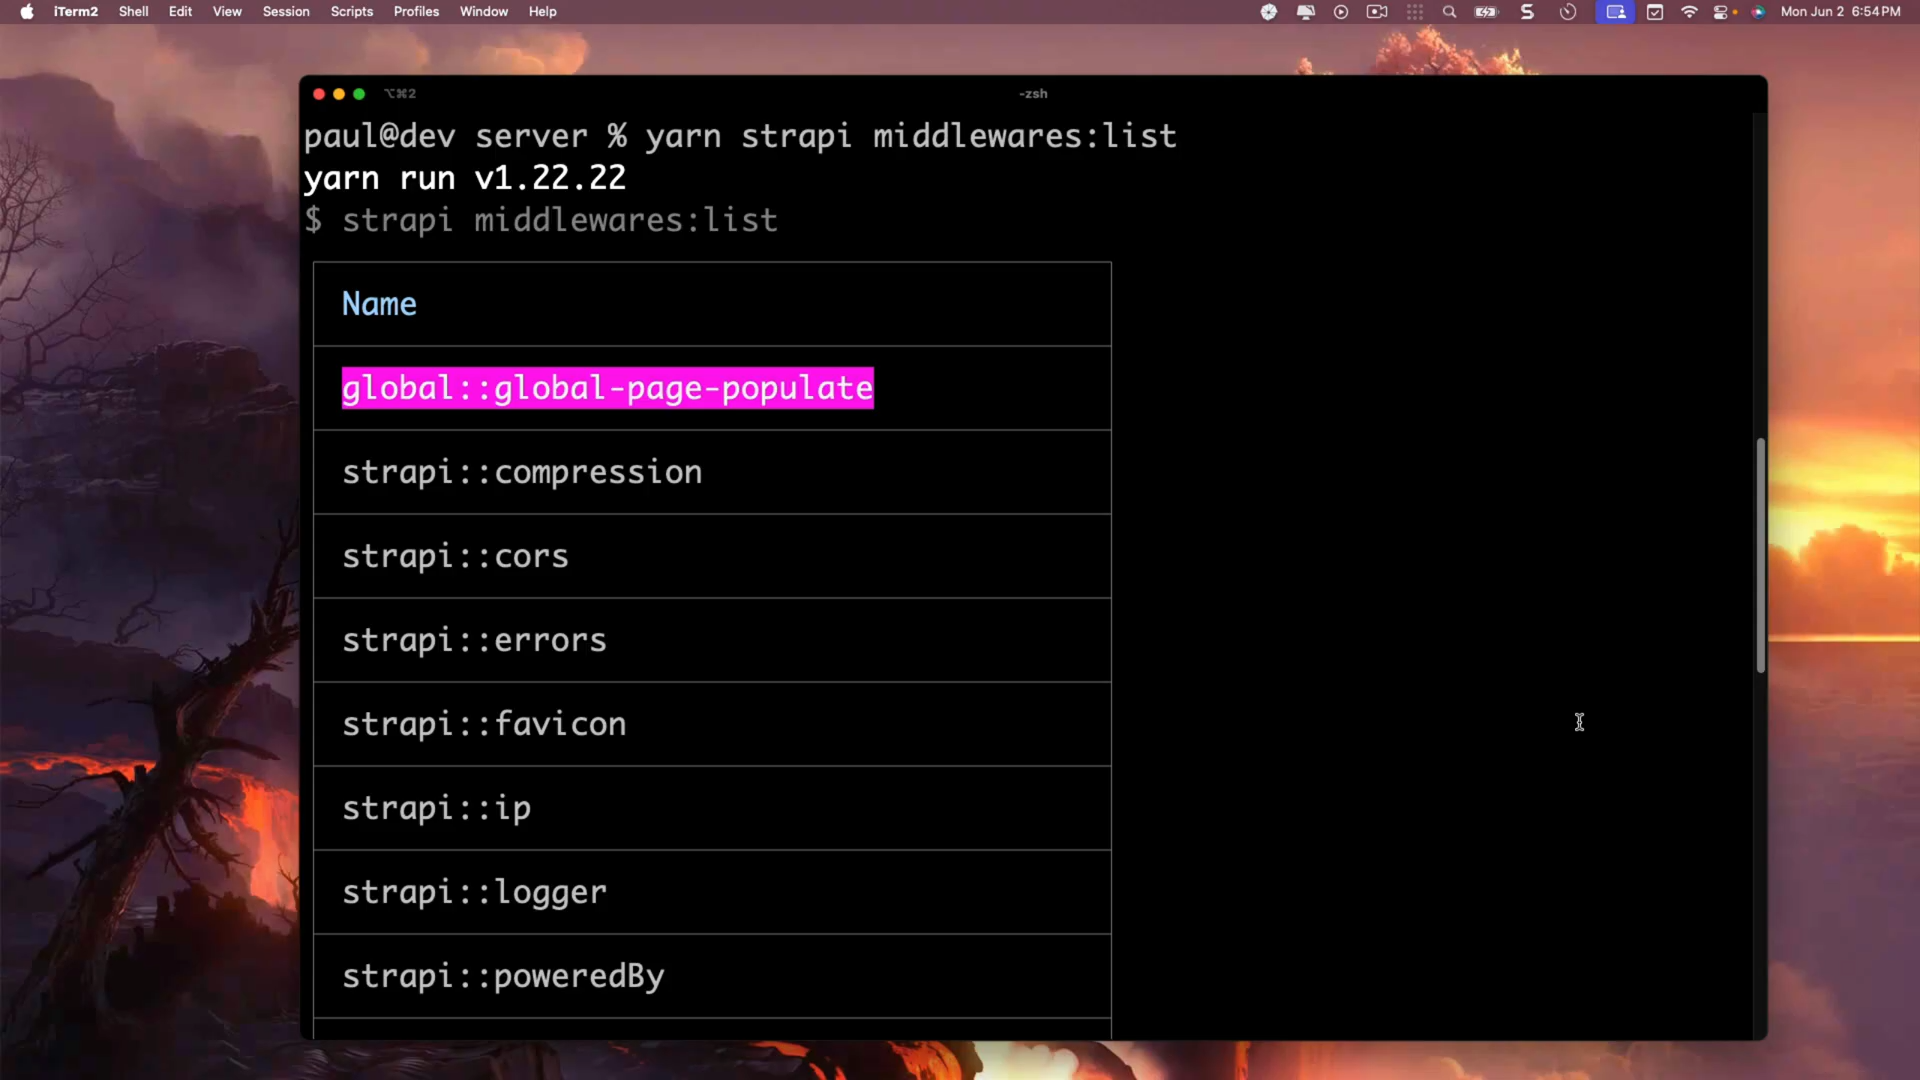 iTerm2 Shell Edit View Session Scripts Profiles Window Help Mon Jun 2 6:54 PM
⌥⌘2 -zsh
paul@dev server % yarn strapi middlewares:list
yarn run v1.22.22
$ strapi middlewares:list
Name
global::global-page-populate
strapi::compression
strapi::cors
strapi::errors
strapi::favicon
strapi::ip
strapi::logger
strapi::poweredBy